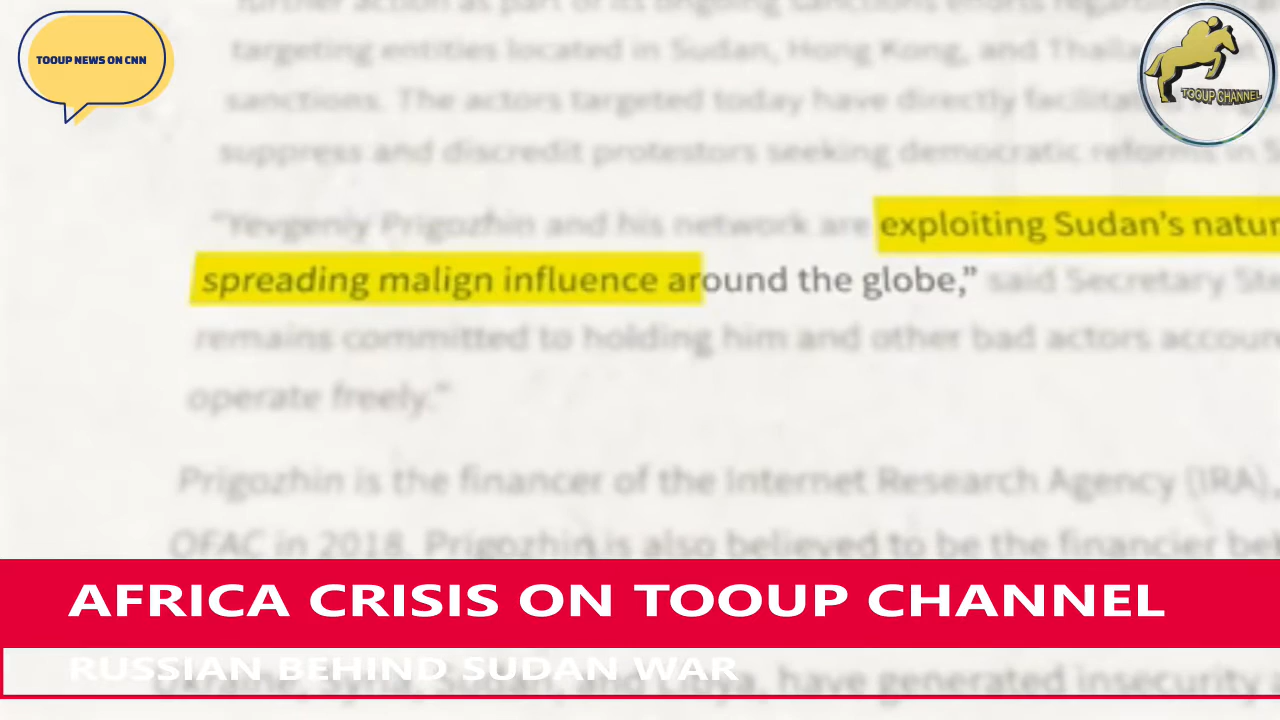 TOOUP NEWS ON CNN
TOOUP CHANNEL
further action as part of its ongoing sanctions efforts
targeting entities located in Sudan, Hong Kong, and
sanctions. The actors targeted today have directly
suppress and discredit protestors seeking democratic reforms in
"Yevgeniy Prigozhin and his network are exploiting Sudan's natur
spreading malign influence around the globe," said Secretary Ste
remains committed to holding him and other bad actors accoun
operate freely."
Prigozhin is the financer of the Internet Research Agency (IRA),
OFAC in 2018. Prigozhin is also believed to be the financier be
AFRICA CRISIS ON TOOUP CHANNEL
RUSSIAN BEHIND SUDAN WAR
Ukraine, Syria, Sudan, and Libya, have generated insecurity